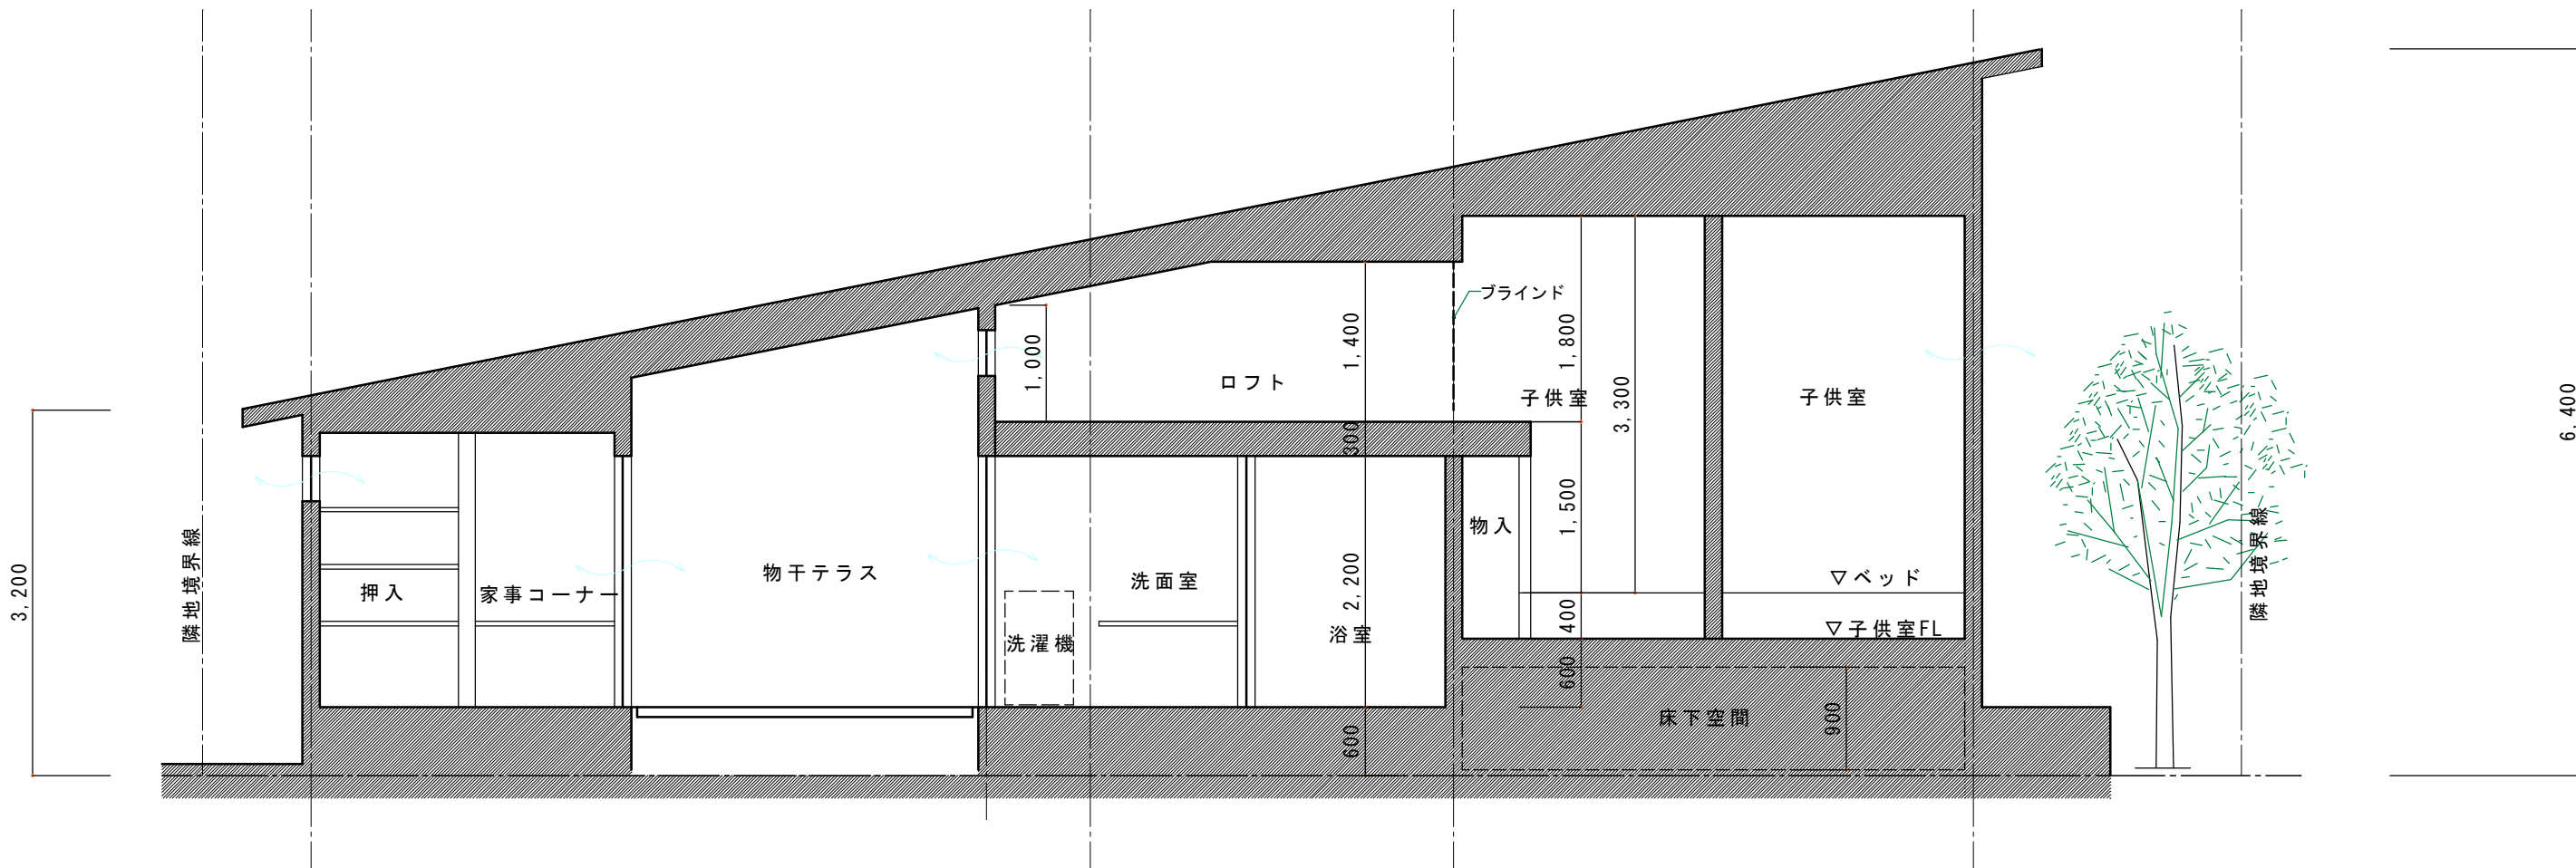 3,200
隣地境界線
押入
家事コーナー
物干テラス
1,000
ロフト
洗濯機
洗面室
浴室
1,400
300
2,200
600
ブラインド
物入
子供室
1,800
1,500
400
600
3,300
子供室
▽ベッド
▽子供室FL
床下空間
900
隣地境界線
6,400